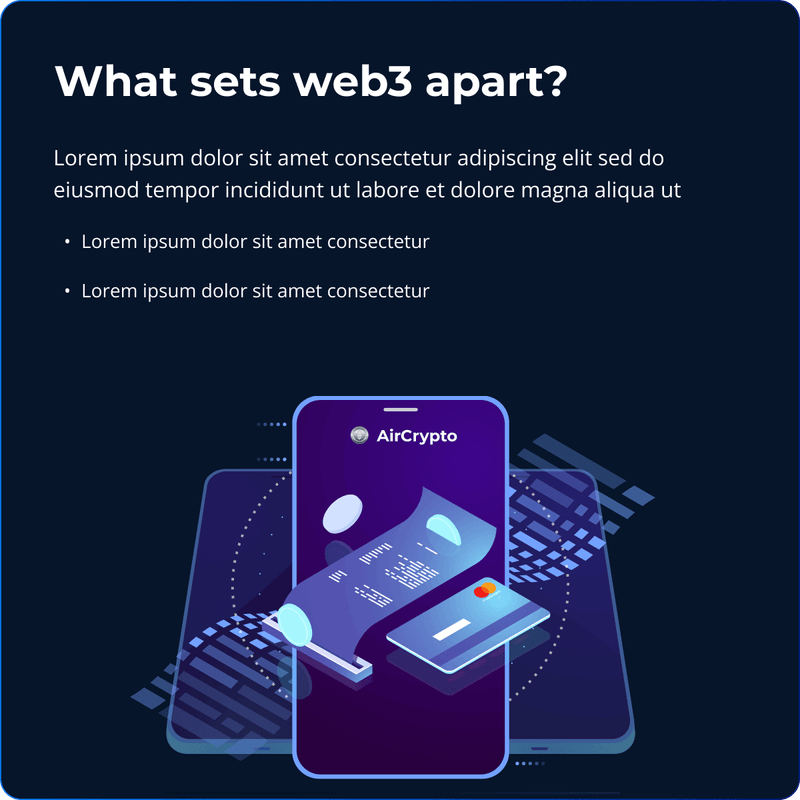 What sets web3 apart?
Lorem ipsum dolor sit amet consectetur adipiscing elit sed do
eiusmod tempor incididunt ut labore et dolore magna aliqua ut
• Lorem ipsum dolor sit amet consectetur
• Lorem ipsum dolor sit amet consectetur
AirCrypto